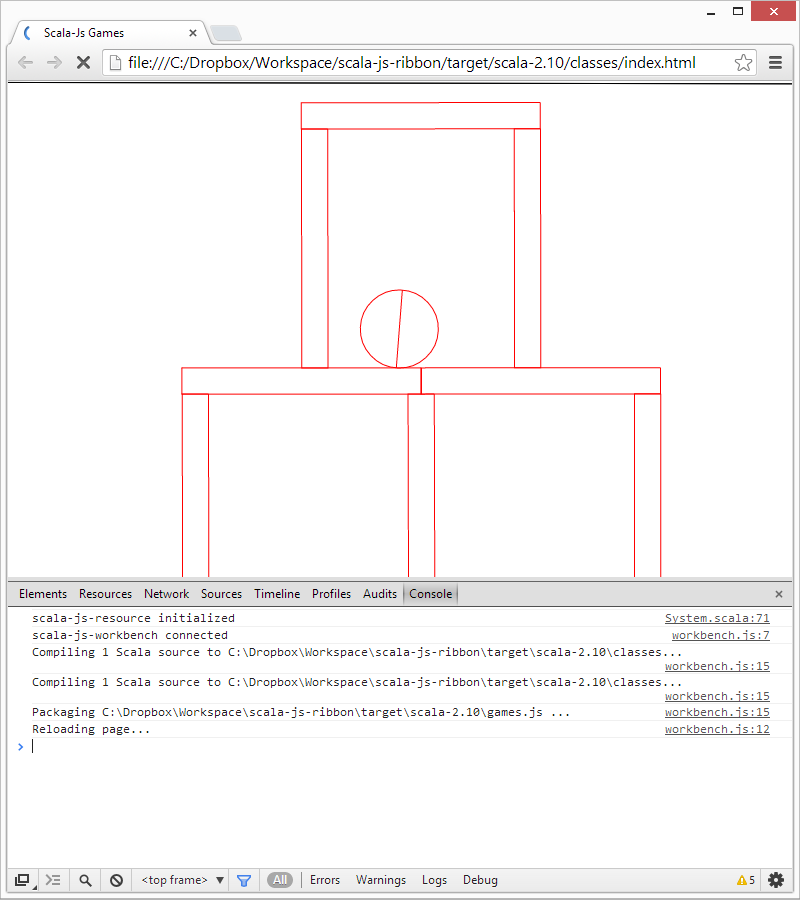 Scala-Js Games
file:///C:/Dropbox/Workspace/scala-js-ribbon/target/scala-2.10/classes/index.html
Elements Resources Network Sources Timeline Profiles Audits Console
scala-js-resource initialized System.scala:71
scala-js-workbench connected workbench.js:7
Compiling 1 Scala source to C:\Dropbox\Workspace\scala-js-ribbon\target\scala-2.10\classes...
workbench.js:15
Compiling 1 Scala source to C:\Dropbox\Workspace\scala-js-ribbon\target\scala-2.10\classes...
workbench.js:15
Packaging C:\Dropbox\Workspace\scala-js-ribbon\target\scala-2.10\games.js ... workbench.js:15
Reloading page... workbench.js:12
<top frame> All Errors Warnings Logs Debug 5